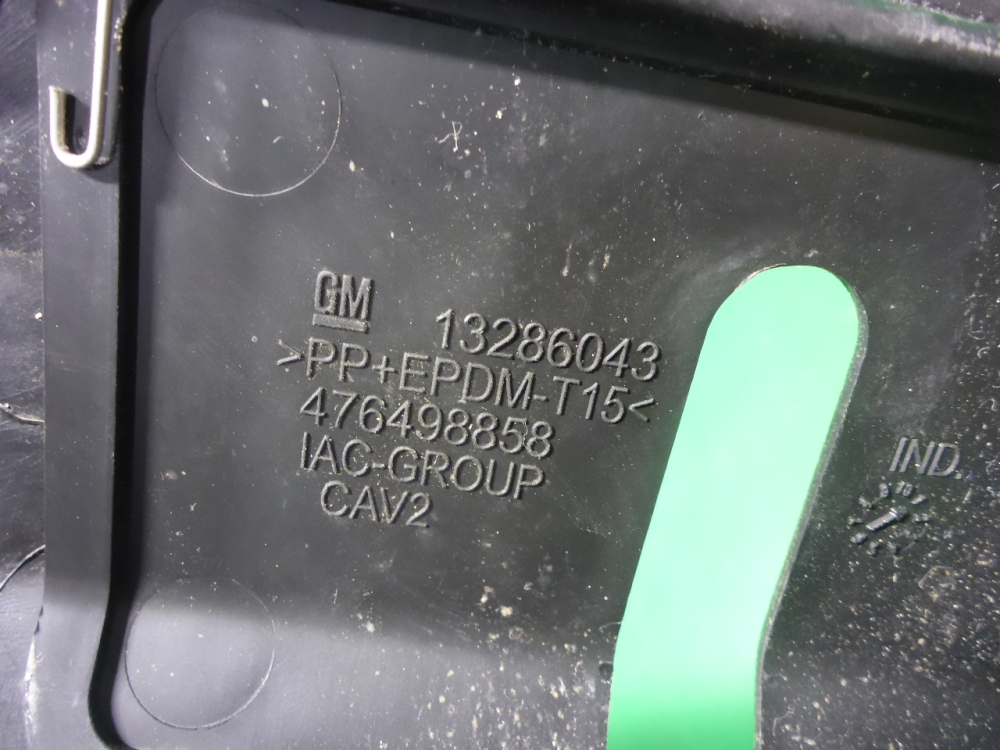 GM 13286043
>PP+EPDM-T15<
476498858
IAC-GROUP
CAV2
IND.